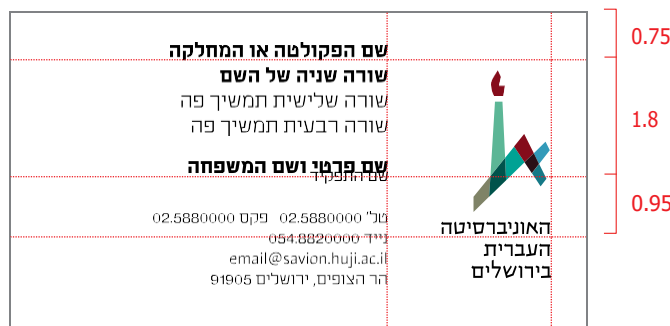 שם הפקולטה או המחלקה
שורה שניה של השם
שורה שלישית תמשיך פה
שורה רבעית תמשיך פה
שם פרטי ושם המשפחה
שם התפקיד
טל' 02.5880000 פקס 02.5880000
נייד 054.8820000
email@savion.huji.ac.il
הר הצופים, ירושלים 91905
האוניברסיטה
העברית
בירושלים
0.75
1.8
0.95